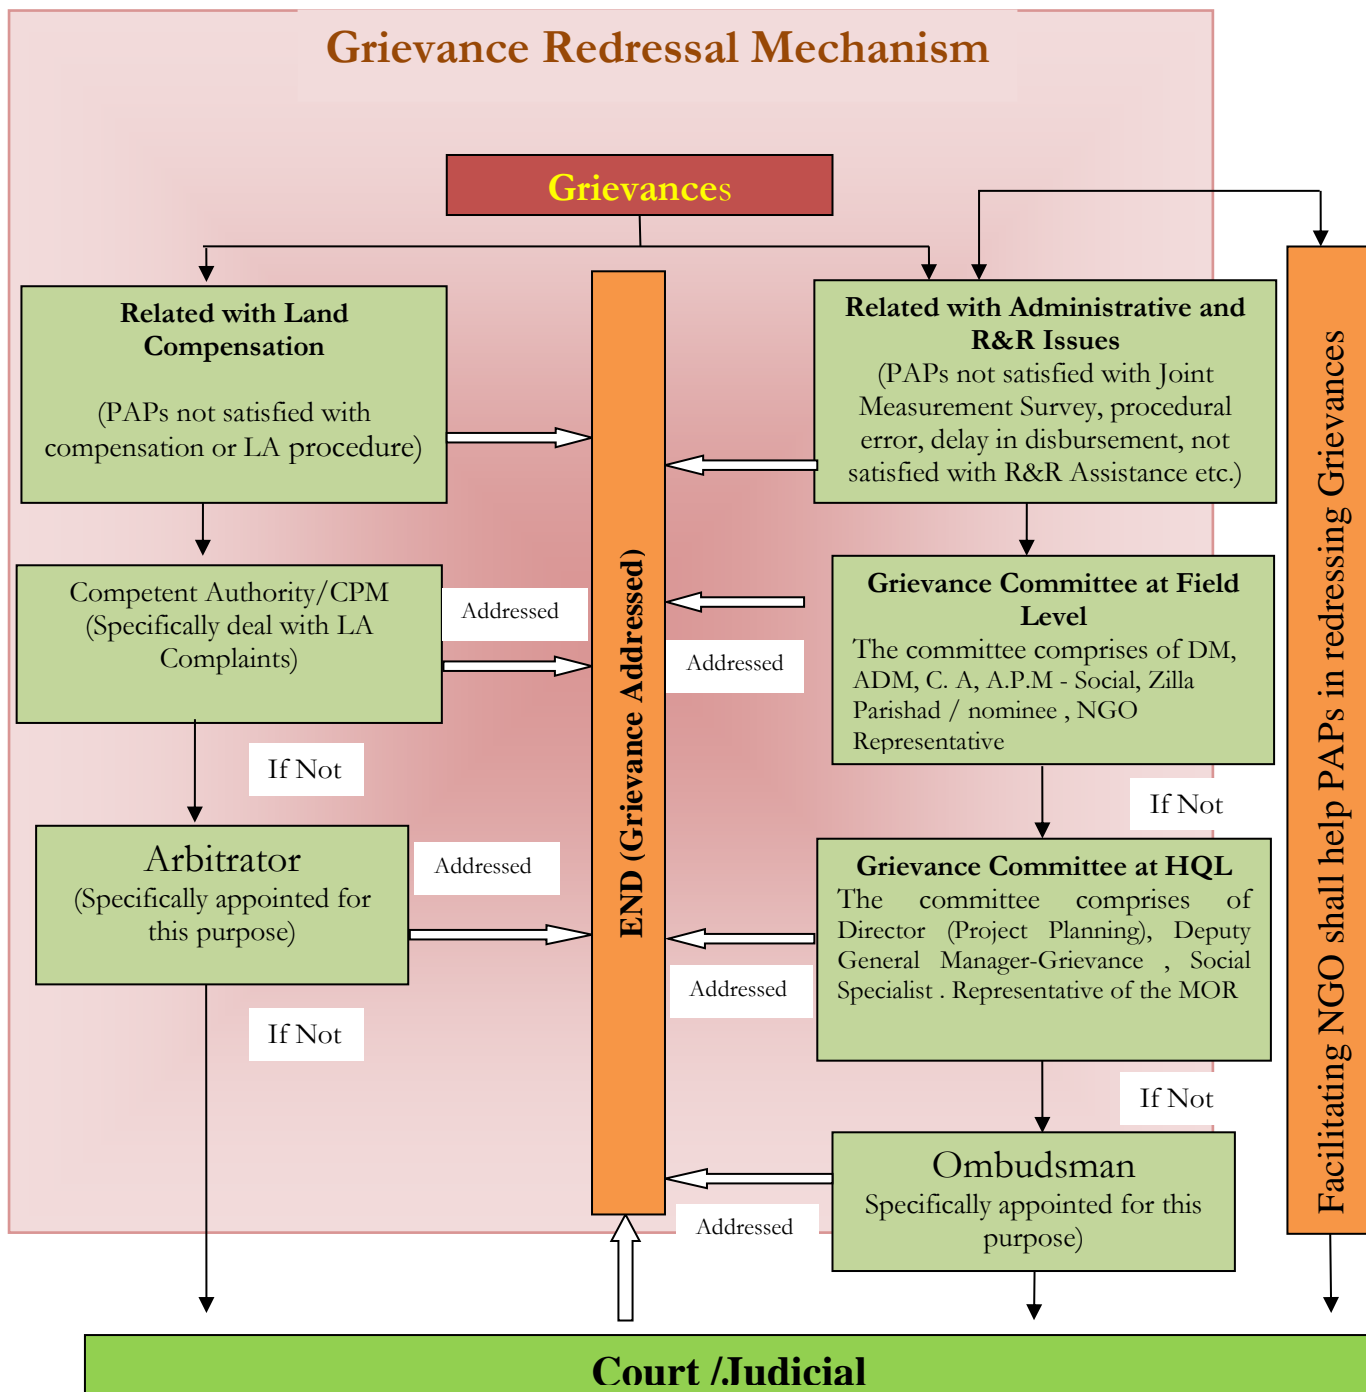 Grievance Redressal Mechanism
Grievances
Related with Land
Compensation
(PAPs not satisfied with
compensation or LA procedure)
Related with Administrative and
R&R Issues
(PAPs not satisfied with Joint
Measurement Survey, procedural
error, delay in disbursement, not
satisfied with R&R Assistance etc.)
Competent Authority/CPM
(Specifically deal with LA
Complaints)
Addressed
If Not
Arbitrator
(Specifically appointed for
this purpose)
Addressed
If Not
END (Grievance Addressed)
Grievance Committee at Field
Level
The committee comprises of DM,
ADM, C. A, A.P.M - Social, Zilla
Parishad / nominee , NGO
Representative
Addressed
If Not
Grievance Committee at HQL
The committee comprises of
Director (Project Planning), Deputy
General Manager-Grievance , Social
Specialist . Representative of the MOR
Addressed
If Not
Ombudsman
Specifically appointed for this
purpose)
Addressed
Facilitating NGO shall help PAPs in redressing Grievances
Court /Judicial